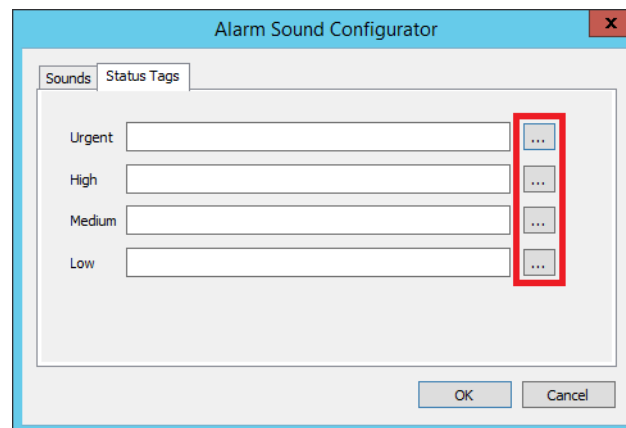 Alarm Sound Configurator
x
Sounds Status Tags
Urgent ...
High ...
Medium ...
Low ...
OK Cancel